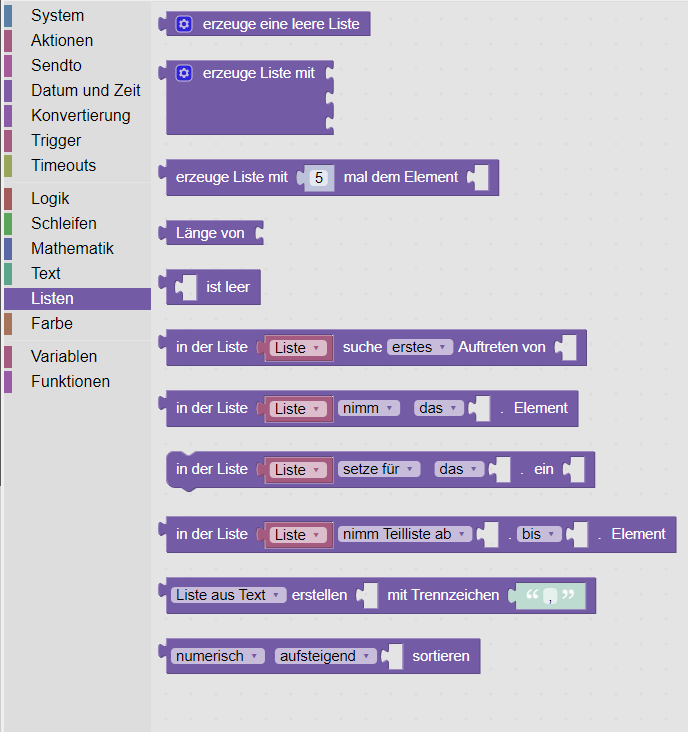 System
Aktionen
Sendto
Datum und Zeit
Konvertierung
Trigger
Timeouts
Logik
Schleifen
Mathematik
Text
Listen
Farbe
Variablen
Funktionen
erzeuge eine leere Liste
erzeuge Liste mit
erzeuge Liste mit 5 mal dem Element
Länge von
ist leer
in der Liste Liste suche erstes Auftreten von
in der Liste Liste nimm das . Element
in der Liste Liste setze für das . ein
in der Liste Liste nimm Teilliste ab . bis . Element
Liste aus Text erstellen mit Trennzeichen “ , ”
numerisch aufsteigend sortieren